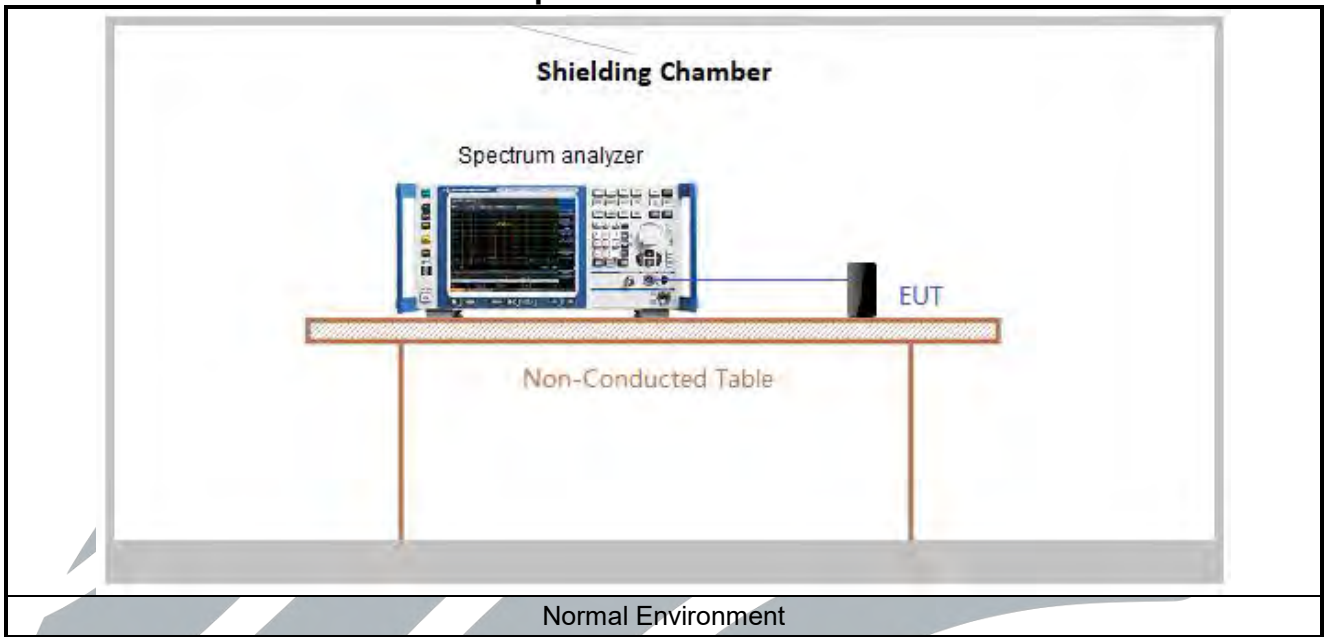 Shielding Chamber
Spectrum analyzer
EUT
Non-Conducted Table
Normal Environment